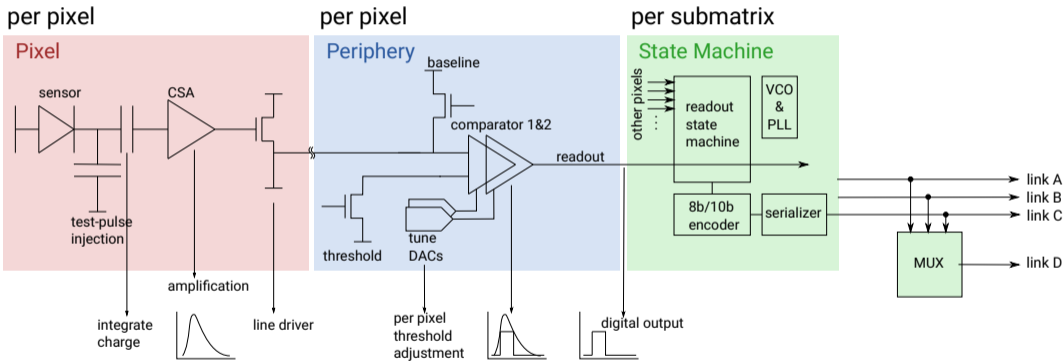 per pixel
per pixel
per submatrix
Pixel
Periphery
State Machine
baseline
sensor
CSA
comparator 1&2
other pixels
...
readout
state
machine
VCO
&
PLL
readout
test-pulse
injection
threshold
tune
DACs
8b/10b
encoder
serializer
link A
link B
link C
MUX
link D
amplification
integrate
charge
line driver
per pixel
threshold
adjustment
digital output